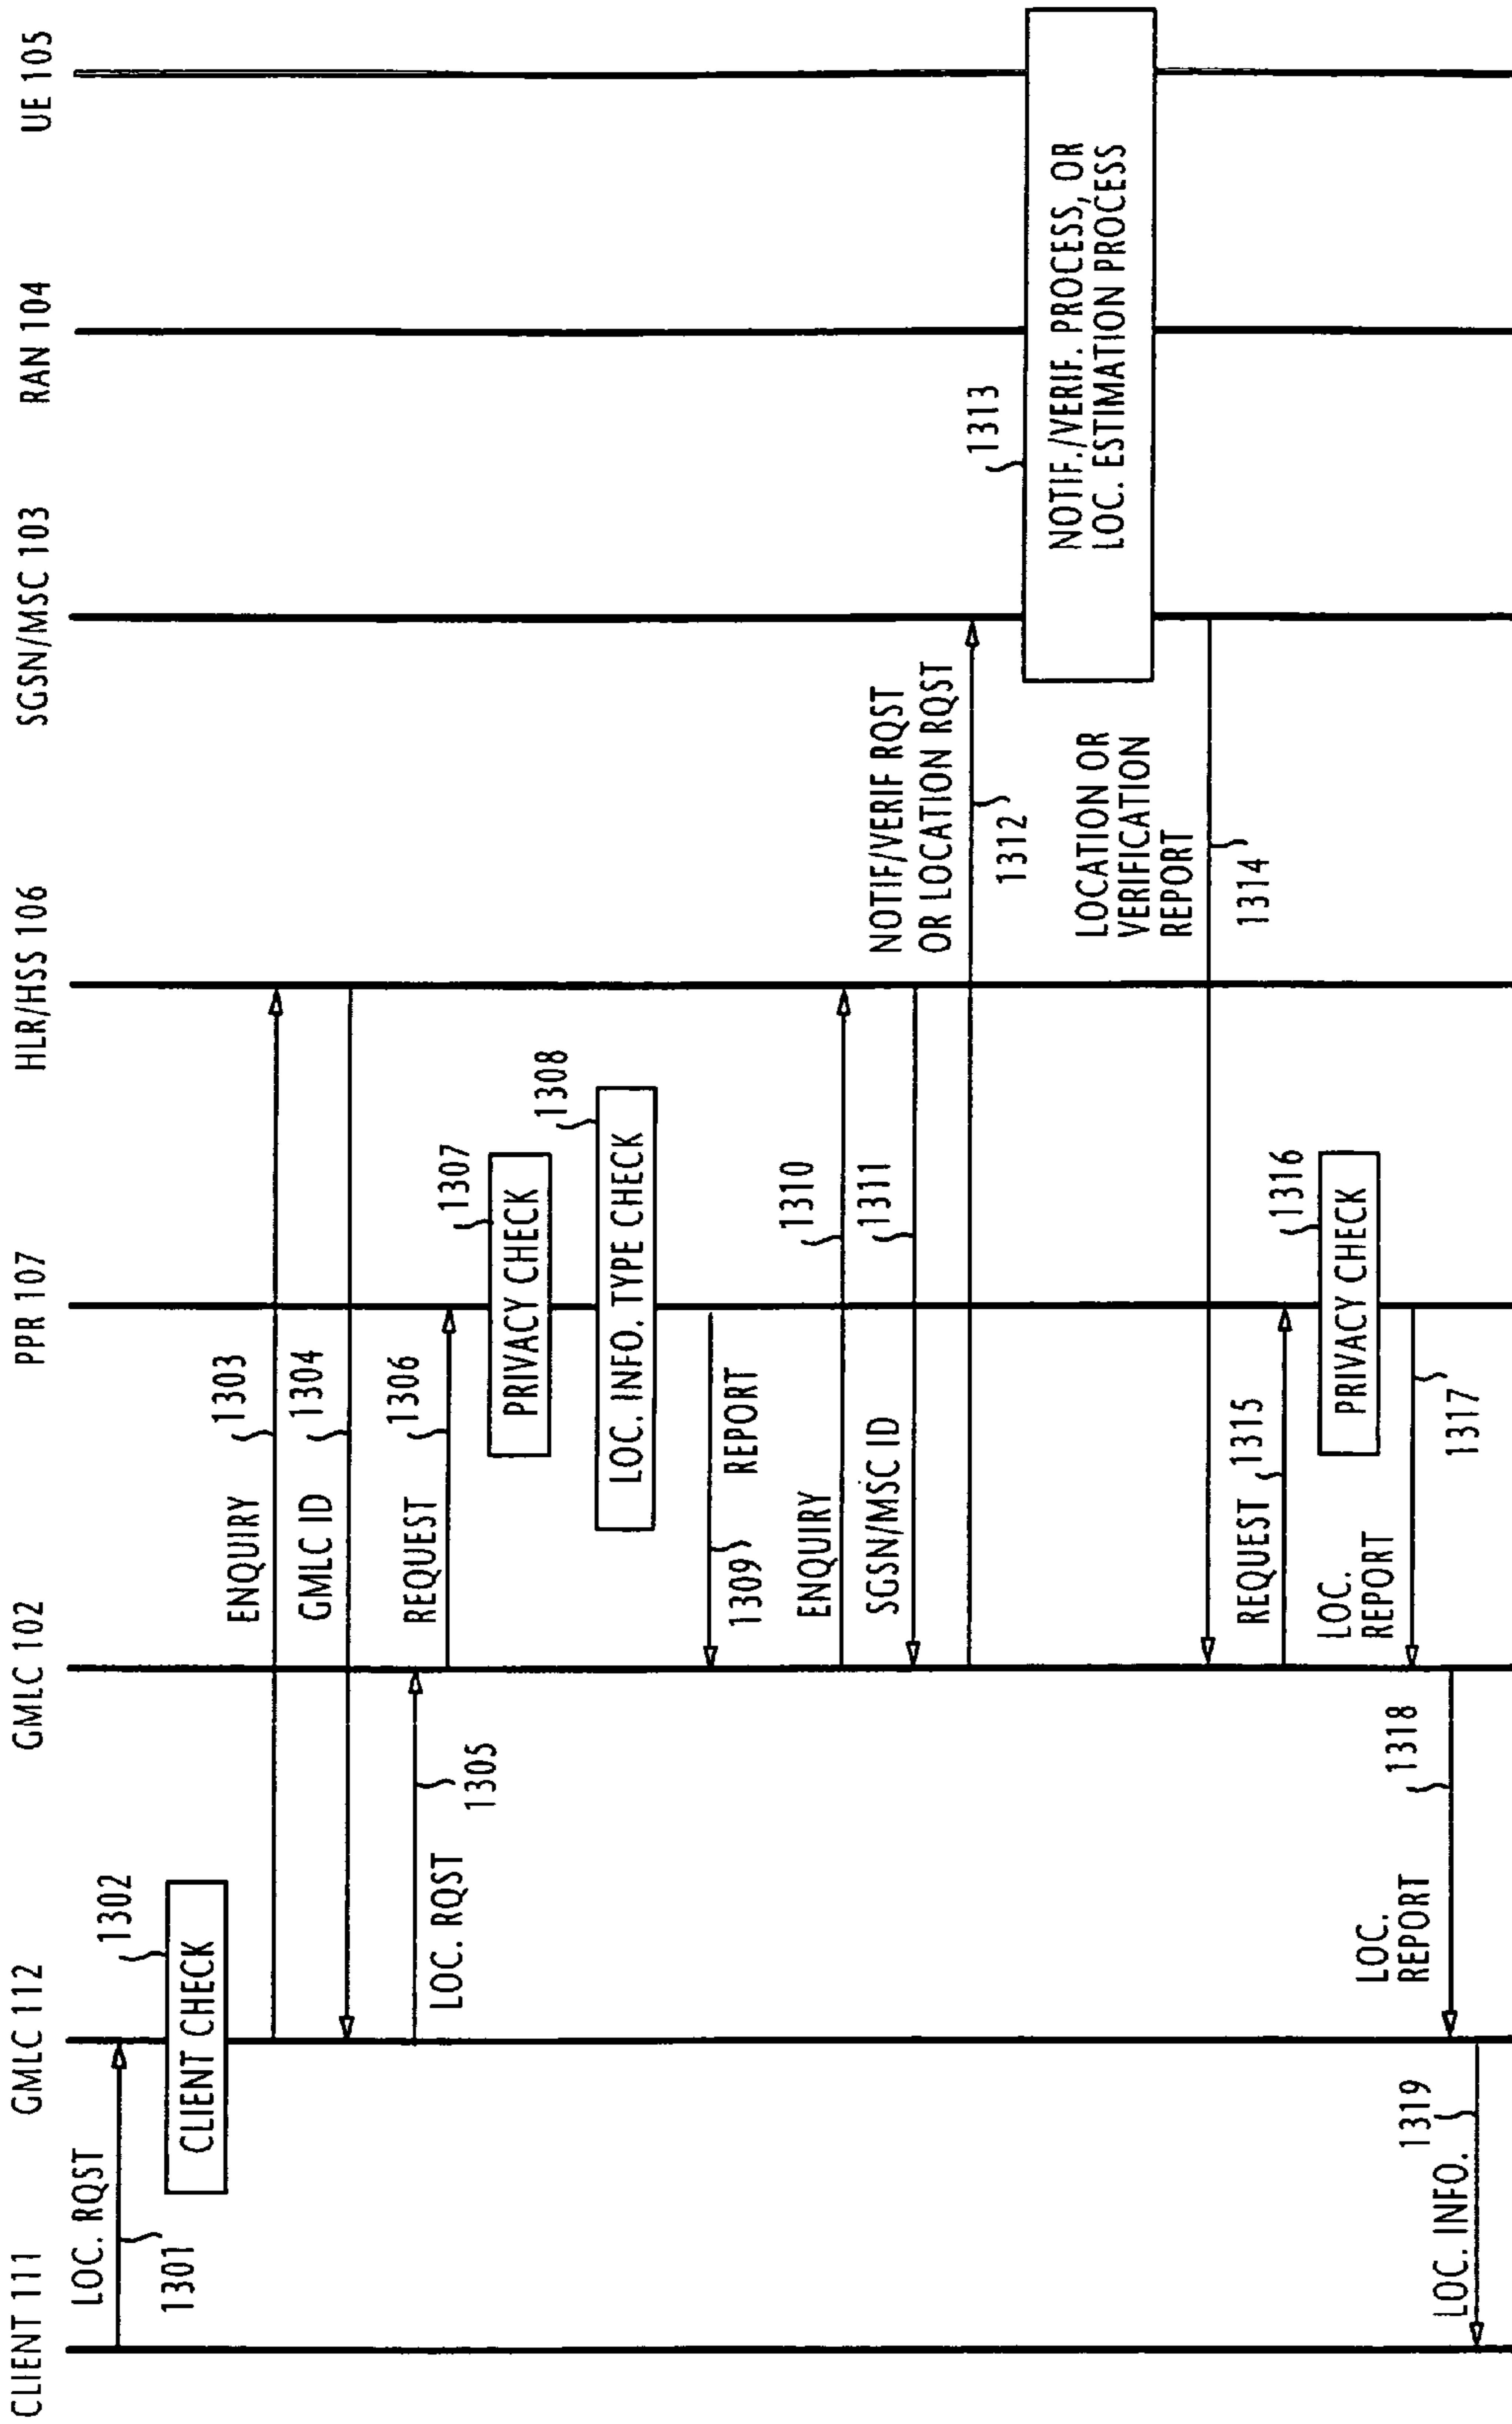 CLIENT 111
GMLC 112
GMLC 102
PPR 107
HLR/HSS 106
SGSN/MSC 103
RAN 104
UE 105
LOC. RQST
1301
CLIENT CHECK
1302
ENQUIRY
1303
GMLC ID
1304
LOC. RQST
1305
REQUEST
1306
PRIVACY CHECK
1307
LOC. INFO. TYPE CHECK
1308
REPORT
1309
ENQUIRY
1310
SGSN/MSC ID
1311
NOTIF/VERIF RQST
OR LOCATION RQST
1312
NOTIF./VERIF. PROCESS, OR
LOC. ESTIMATION PROCESS
1313
LOCATION OR
VERIFICATION
REPORT
1314
REQUEST
1315
PRIVACY CHECK
1316
LOC.
REPORT
1317
LOC.
REPORT
1318
LOC. INFO.
1319